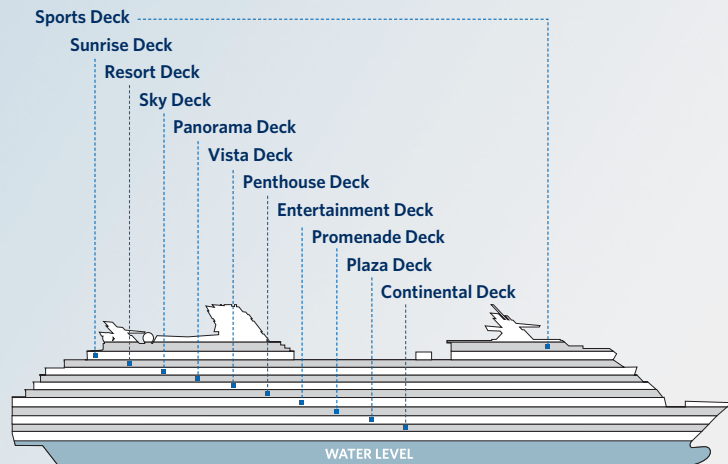 Sports Deck
Sunrise Deck
Resort Deck
Sky Deck
Panorama Deck
Vista Deck
Penthouse Deck
Entertainment Deck
Promenade Deck
Plaza Deck
Continental Deck
WATER LEVEL